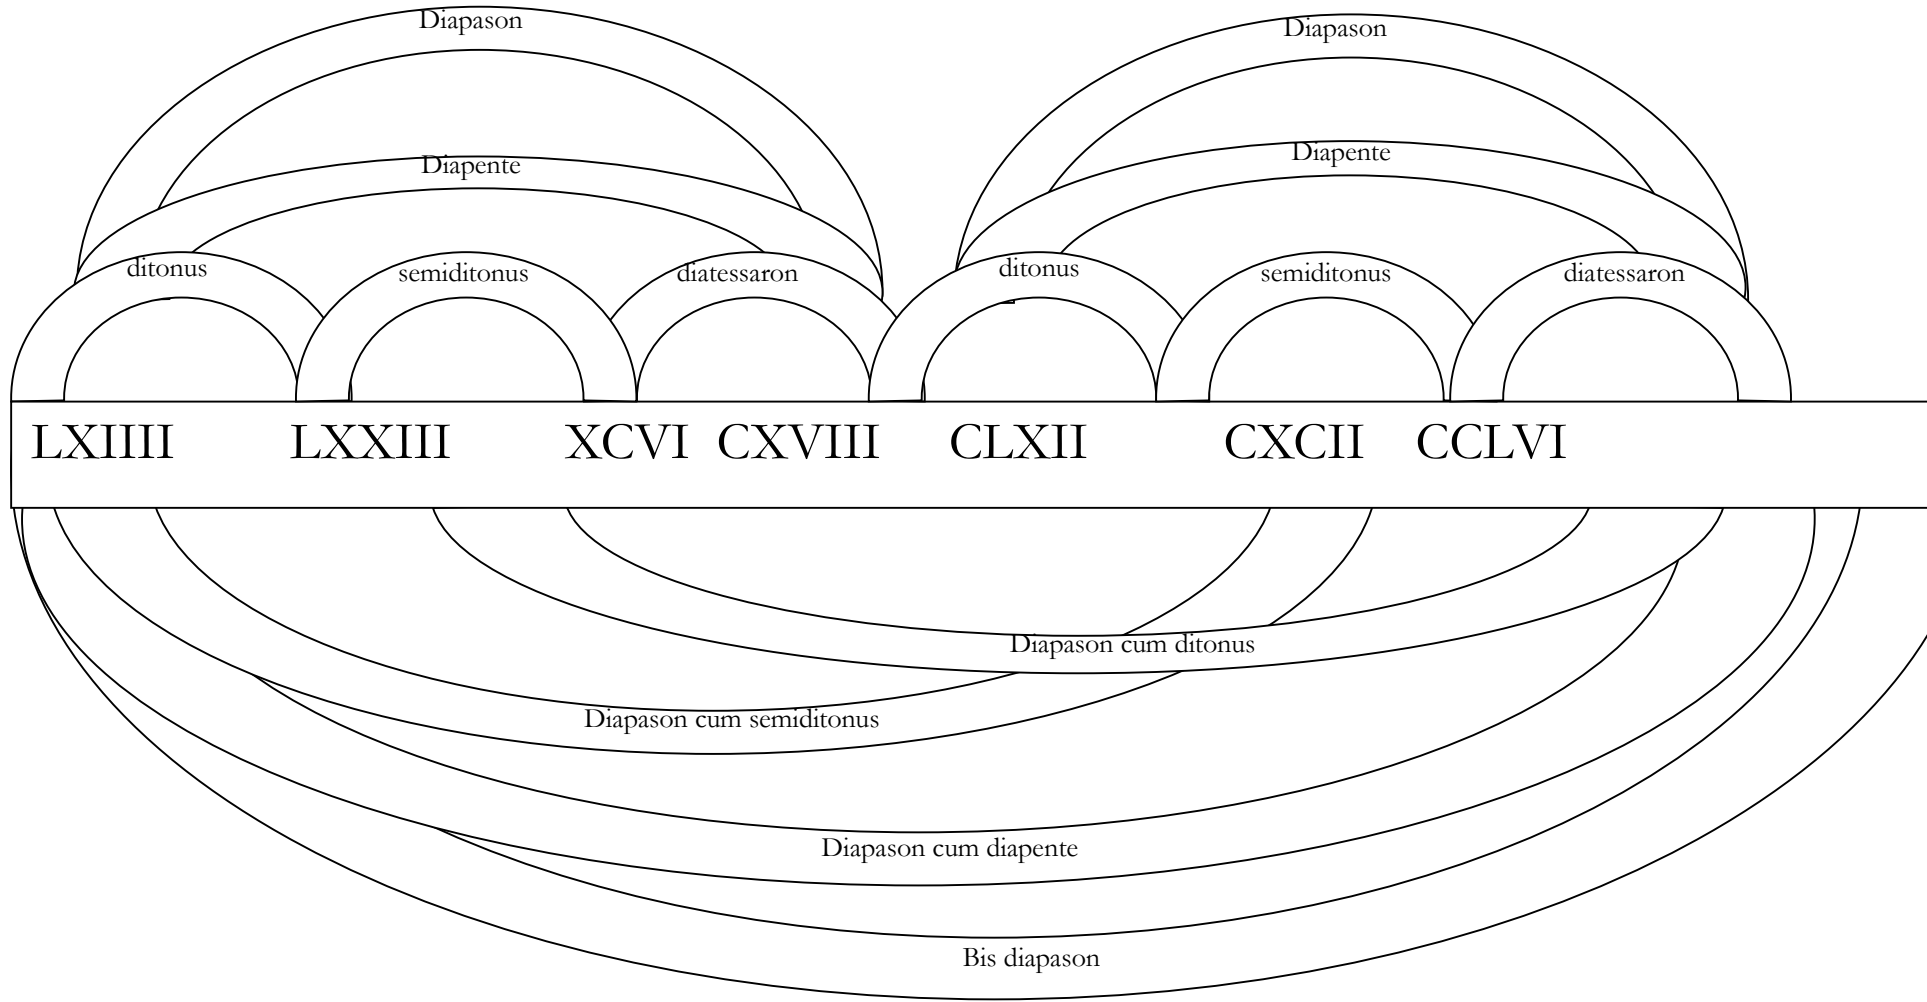 Diapason
Diapason
Diapente
Diapente
ditonus semiditonus diatessaron ditonus semiditonus diatessaron
LXIIII LXXIII XCVI CXVIII CLXII CXCII CCLVI
Diapason cum ditonus
Diapason cum semiditonus
Diapason cum diapente
Bis diapason